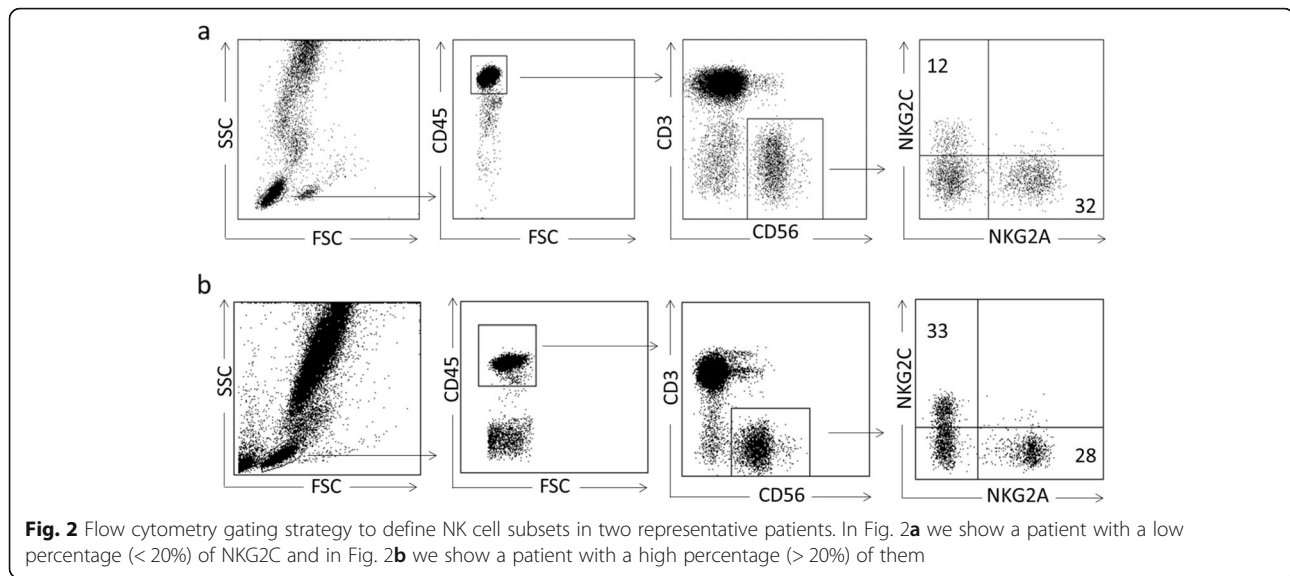 a
SSC
FSC
CD45
FSC
CD3
CD56
NKG2C
12
32
NKG2A
b
SSC
FSC
CD45
FSC
CD3
CD56
NKG2C
33
28
NKG2A
Fig. 2 Flow cytometry gating strategy to define NK cell subsets in two representative patients. In Fig. 2a we show a patient with a low
percentage (< 20%) of NKG2C and in Fig. 2b we show a patient with a high percentage (> 20%) of them